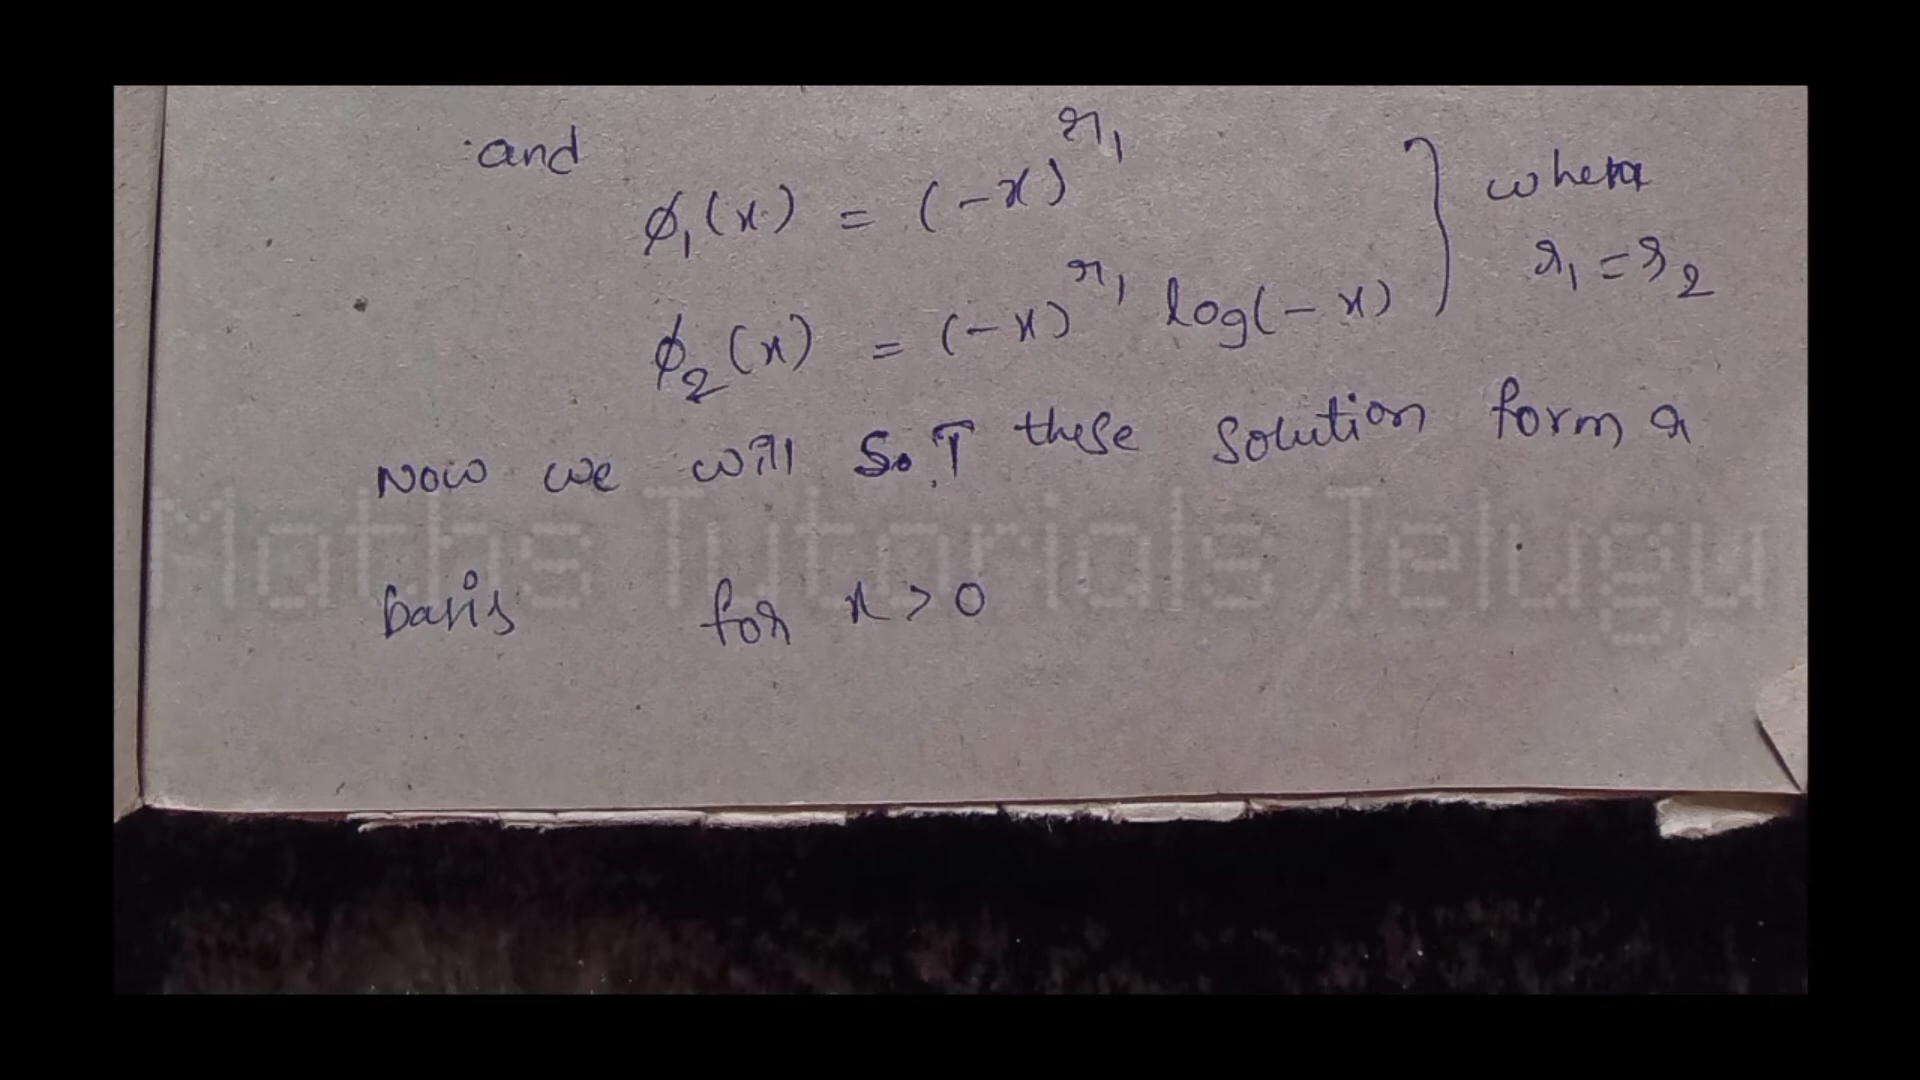 and
ϕ₁(x) = (-x)^r₁
ϕ₂(x) = (-x)^r₁ log(-x) } where r₁ = r₂
Now we will S.T these solution form a
basis for x > 0
Maths Tutorials Telugu